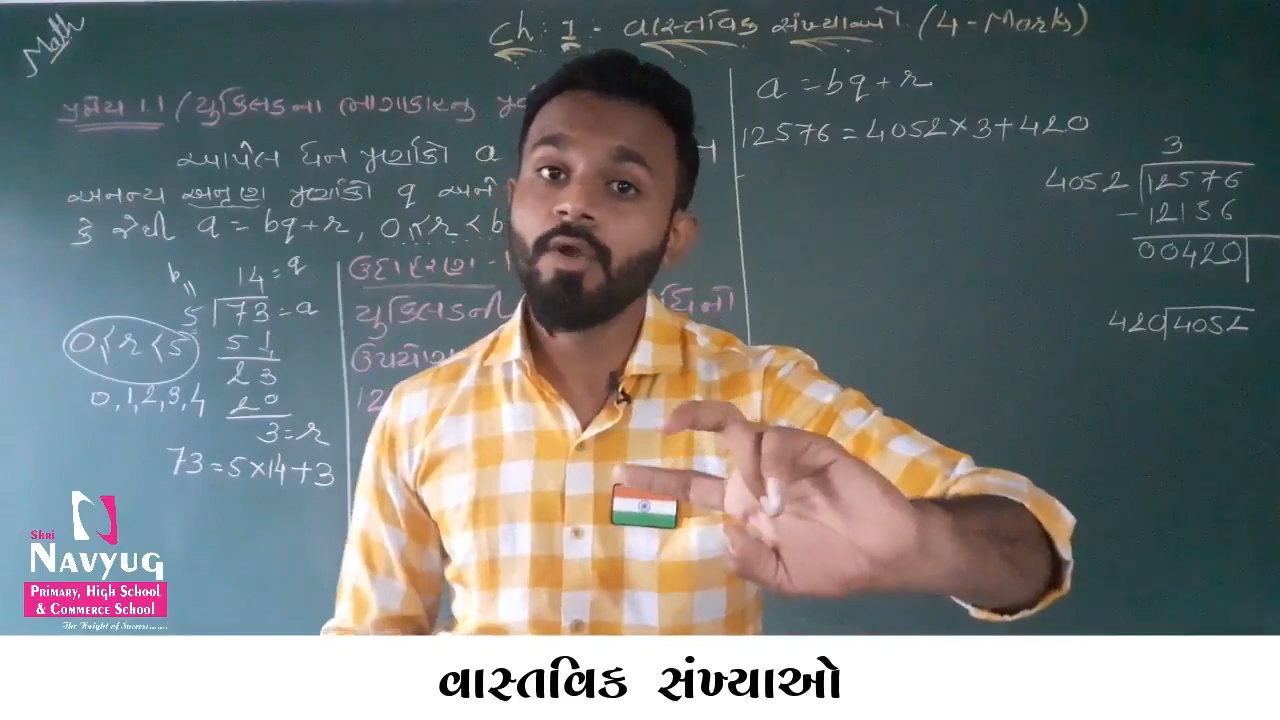 Math
Ch: 1 - વાસ્તવિક સંખ્યાઓ (4-Marks)
પ્રમેય 1.1 (યુક્લિડના ભાગાકારનું
આપેલ ધન પૂર્ણાંકો a
અનન્ય અનૃણ પૂર્ણાંકો q અને
કે જેથી a = bq + r, 0 ≤ r < b
b
=
14 = q
5 73 = a
51
23
20
3 = r
0 ≤ r < 5
0, 1, 2, 3, 4
73 = 5 × 14 + 3
ઉદાહરણ -
યુક્લિડની
ઉપયોગ
12
a = bq + r
12576 = 4052 × 3 + 420
3
4052 12576
- 12156
00420
420 4052
Shri
NAVYUG
PRIMARY, HIGH SCHOOL
& COMMERCE SCHOOL
The Knight of Success......
વાસ્તવિક સંખ્યાઓ